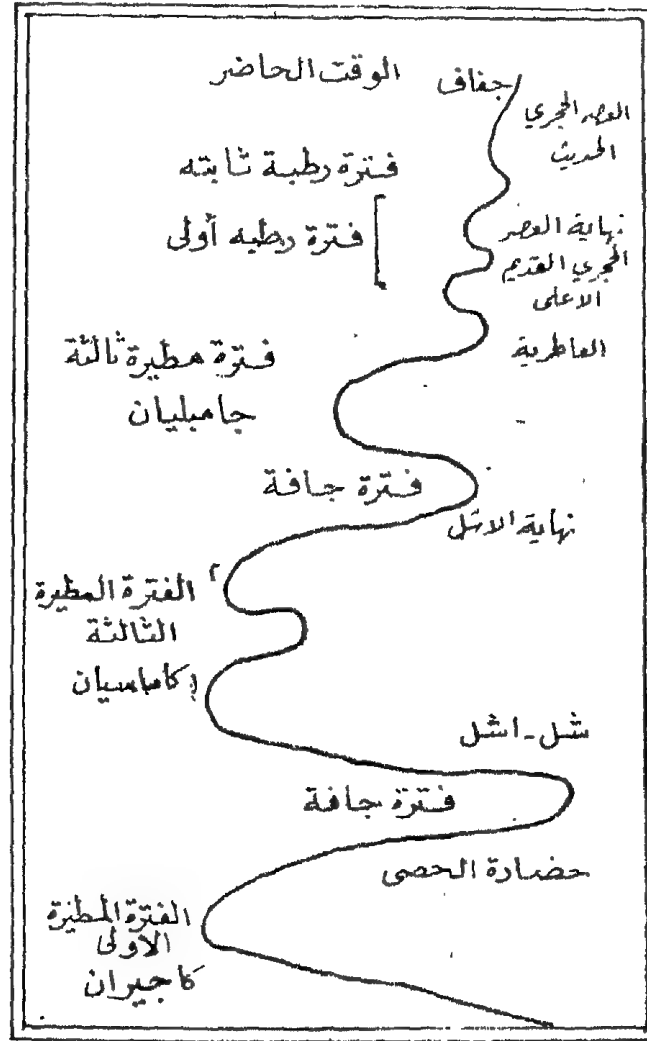 جفاف
الوقت الحاضر
العصر الحجري
الحديث
فترة رطبة ثابته
نهاية العصر
الحجري القديم
الاعلى
فترة رطبه أولى
العاطرية
فترة مطيرة ثالثة
جامبليان
فترة جافة
نهاية الاشل
الفترة المطيرة
الثالثة
كاماسيان
شل - اشل
فترة جافة
حضارة الحصى
الفترة المطيرة
الاولى
كاجيران